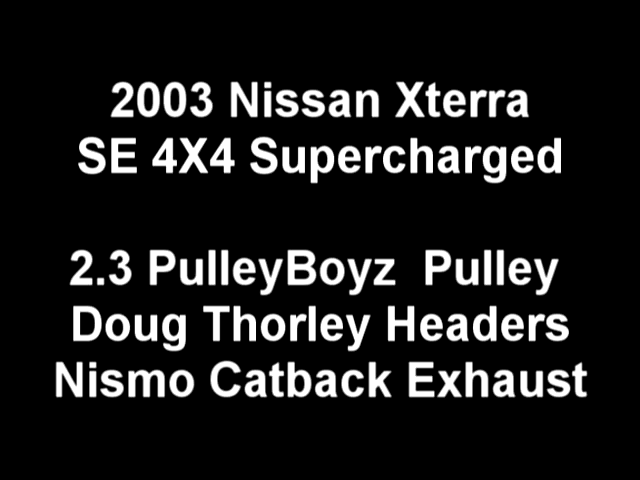 2003 Nissan Xterra
SE 4X4 Supercharged
2.3 PulleyBoyz  Pulley
Doug Thorley Headers
Nismo Catback Exhaust